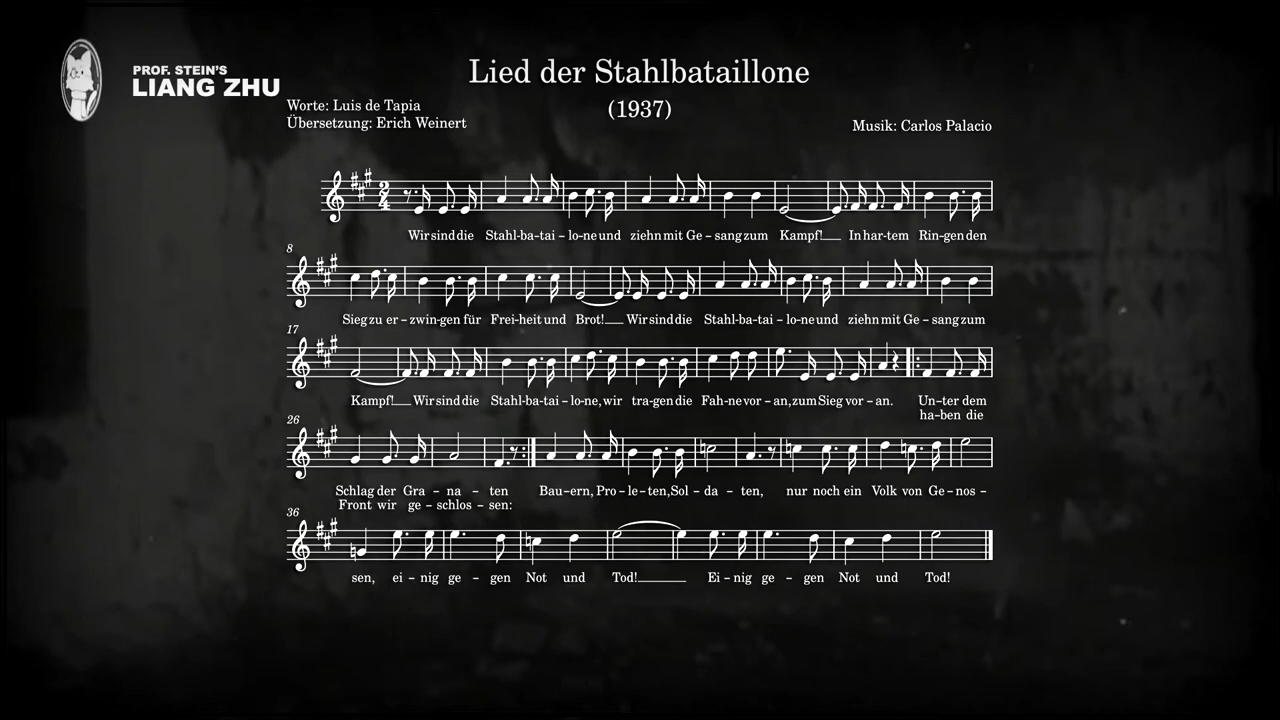 PROF. STEIN'S
LIANG ZHU
Lied der Stahlbataillone
(1937)
Worte: Luis de Tapia
Übersetzung: Erich Weinert
Musik: Carlos Palacio
2
4
Wir sind die Stahl-ba-tai – lo-ne und ziehn mit Ge – sang zum Kampf!__ In har-tem Rin-gen den
8
Sieg zu er – zwin-gen für Frei-heit und Brot!__ Wir sind die Stahl-ba-tai – lo-ne und ziehn mit Ge – sang zum
17
Kampf!__ Wir sind die Stahl-ba-tai – lo-ne, wir tra-gen die Fah-ne vor – an, zum Sieg vor – an. Un-ter dem
ha-ben die
26
Schlag der Gra – na – ten Bau-ern, Pro – le-ten, Sol – da – ten, nur noch ein Volk von Ge-nos –
Front wir ge – schlos – sen:
36
sen, ei – nig ge – gen Not und Tod!____ Ei – nig ge – gen Not und Tod!